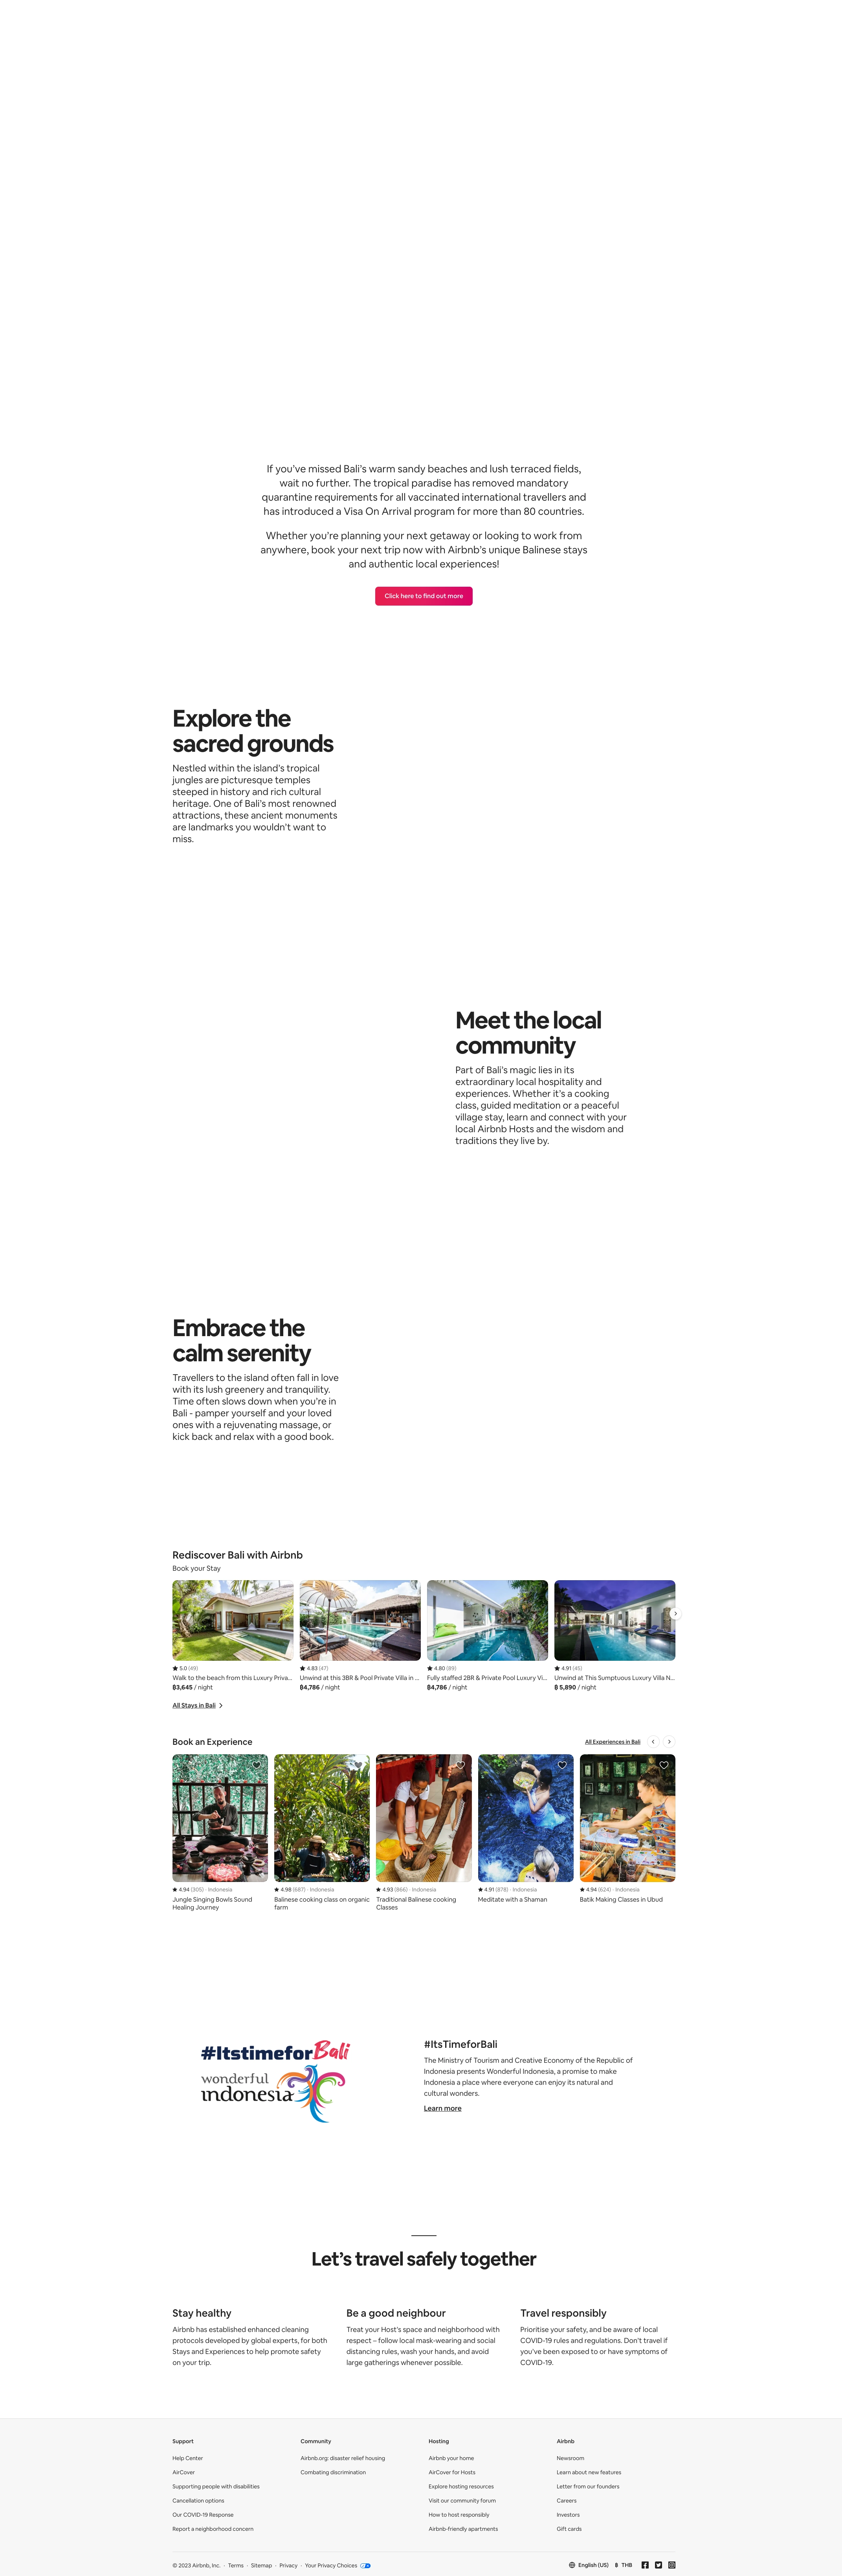 If you've missed Bali's warm sandy beaches and lush terraced fields,
wait no further. The tropical paradise has removed mandatory
quarantine requirements for all vaccinated international travellers and
has introduced a Visa On Arrival program for more than 80 countries.
Whether you're planning your next getaway or looking to work from
anywhere, book your next trip now with Airbnb's unique Balinese stays
and authentic local experiences!
Click here to find out more
Explore the
sacred grounds
Nestled within the island's tropical
jungles are picturesque temples
steeped in history and rich cultural
heritage. One of Bali's most renowned
attractions, these ancient monuments
are landmarks you wouldn't want to
miss.
Meet the local
community
Part of Bali's magic lies in its
extraordinary local hospitality and
experiences. Whether it's a cooking
class, guided meditation or a peaceful
village stay, learn and connect with your
local Airbnb Hosts and the wisdom and
traditions they live by.
Embrace the
calm serenity
Travellers to the island often fall in love
with its lush greenery and tranquility.
Time often slows down when you're in
Bali - pamper yourself and your loved
ones with a rejuvenating massage, or
kick back and relax with a good book.
Rediscover Bali with Airbnb
Book your Stay
★ 5.0 (49)
Walk to the beach from this Luxury Priva...
฿3,645 / night
★ 4.83 (47)
Unwind at this 3BR & Pool Private Villa in ...
฿4,786 / night
★ 4.80 (89)
Fully staffed 2BR & Private Pool Luxury Vi...
฿4,786 / night
★ 4.91 (45)
Unwind at This Sumptuous Luxury Villa N...
฿ 5,890 / night
All Stays in Bali
Book an Experience
All Experiences in Bali
★ 4.94 (305) · Indonesia
Jungle Singing Bowls Sound
Healing Journey
★ 4.98 (687) · Indonesia
Balinese cooking class on organic
farm
★ 4.93 (866) · Indonesia
Traditional Balinese cooking
Classes
★ 4.91 (878) · Indonesia
Meditate with a Shaman
★ 4.94 (624) · Indonesia
Batik Making Classes in Ubud
#ItstimeforBali
wonderful
indonesia
#ItsTimeforBali
The Ministry of Tourism and Creative Economy of the Republic of
Indonesia presents Wonderful Indonesia, a promise to make
Indonesia a place where everyone can enjoy its natural and
cultural wonders.
Learn more
Let's travel safely together
Stay healthy
Airbnb has established enhanced cleaning
protocols developed by global experts, for both
Stays and Experiences to help promote safety
on your trip.
Be a good neighbour
Treat your Host's space and neighborhood with
respect – follow local mask-wearing and social
distancing rules, wash your hands, and avoid
large gatherings whenever possible.
Travel responsibly
Prioritise your safety, and be aware of local
COVID-19 rules and regulations. Don't travel if
you've been exposed to or have symptoms of
COVID-19.
Support
Help Center
AirCover
Supporting people with disabilities
Cancellation options
Our COVID-19 Response
Report a neighborhood concern
Community
Airbnb.org: disaster relief housing
Combating discrimination
Hosting
Airbnb your home
AirCover for Hosts
Explore hosting resources
Visit our community forum
How to host responsibly
Airbnb-friendly apartments
Airbnb
Newsroom
Learn about new features
Letter from our founders
Careers
Investors
Gift cards
© 2023 Airbnb, Inc. · Terms · Sitemap · Privacy · Your Privacy Choices
English (US) ฿ THB